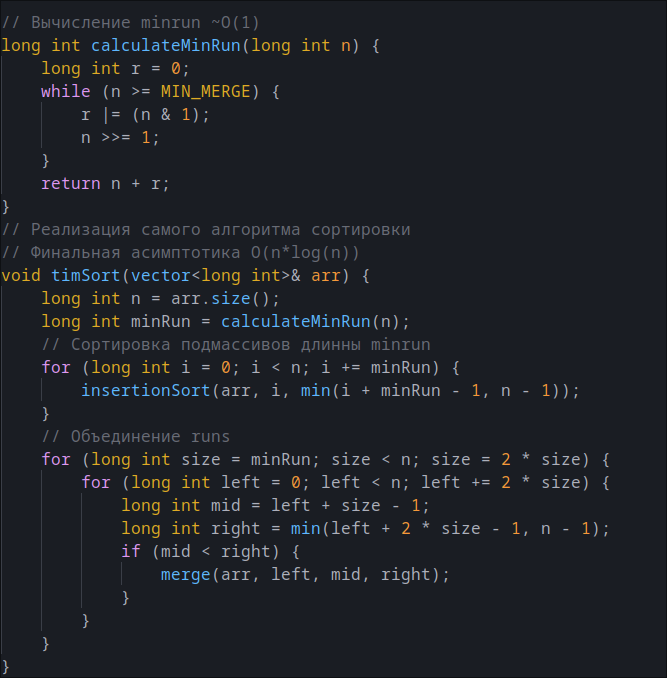 // Вычисление minrun ~O(1)
long int calculateMinRun(long int n) {
    long int r = 0;
    while (n >= MIN_MERGE) {
        r |= (n & 1);
        n >>= 1;
    }
    return n + r;
}
// Реализация самого алгоритма сортировки
// Финальная асимптотика O(n*log(n))
void timSort(vector<long int>& arr) {
    long int n = arr.size();
    long int minRun = calculateMinRun(n);
    // Сортировка подмассивов длинны minrun
    for (long int i = 0; i < n; i += minRun) {
        insertionSort(arr, i, min(i + minRun - 1, n - 1));
    }
    // Объединение runs
    for (long int size = minRun; size < n; size = 2 * size) {
        for (long int left = 0; left < n; left += 2 * size) {
            long int mid = left + size - 1;
            long int right = min(left + 2 * size - 1, n - 1);
            if (mid < right) {
                merge(arr, left, mid, right);
            }
        }
    }
}